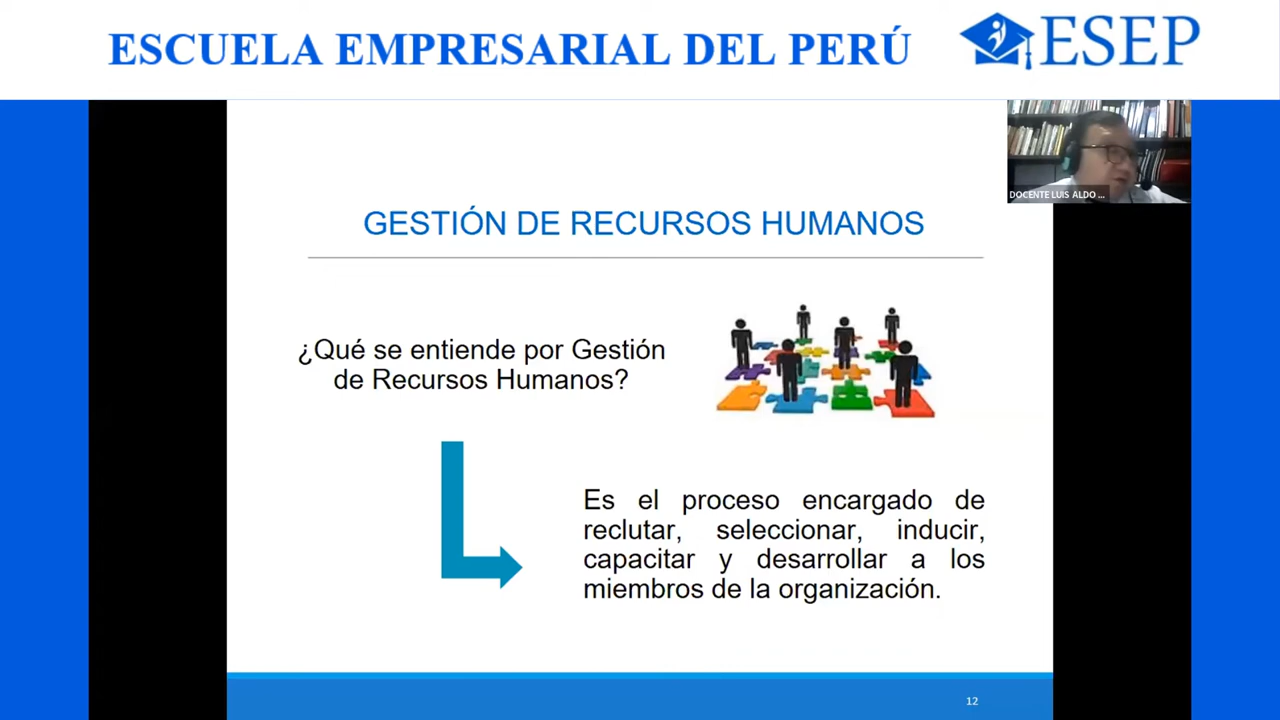 ESCUELA EMPRESARIAL DEL PERÚ
ESEP
DOCENTE LUIS ALDO ...
GESTIÓN DE RECURSOS HUMANOS
¿Qué se entiende por Gestión
de Recursos Humanos?
Es el proceso encargado de
reclutar, seleccionar, inducir,
capacitar y desarrollar a los
miembros de la organización.
12